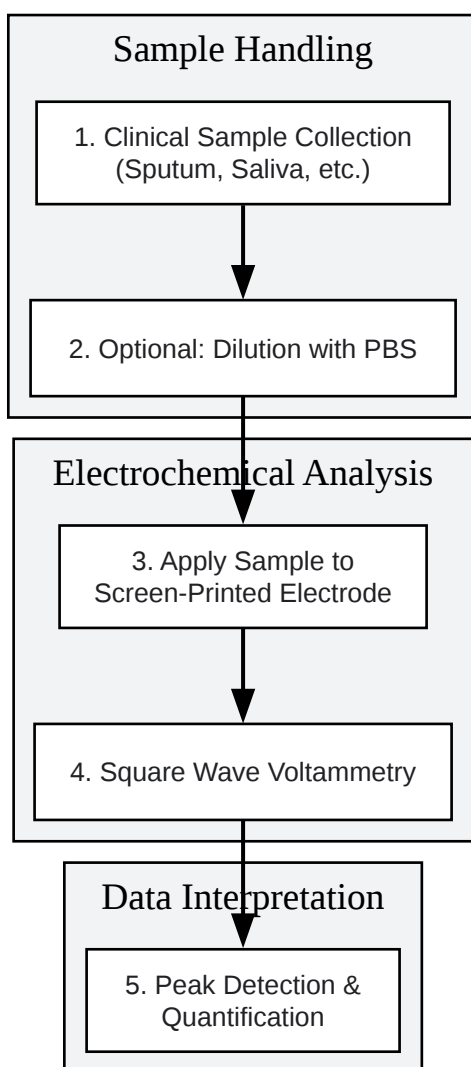 Sample Handling
1. Clinical Sample Collection
(Sputum, Saliva, etc.)
2. Optional: Dilution with PBS
Electrochemical Analysis
3. Apply Sample to
Screen-Printed Electrode
4. Square Wave Voltammetry
Data Interpretation
5. Peak Detection &
Quantification